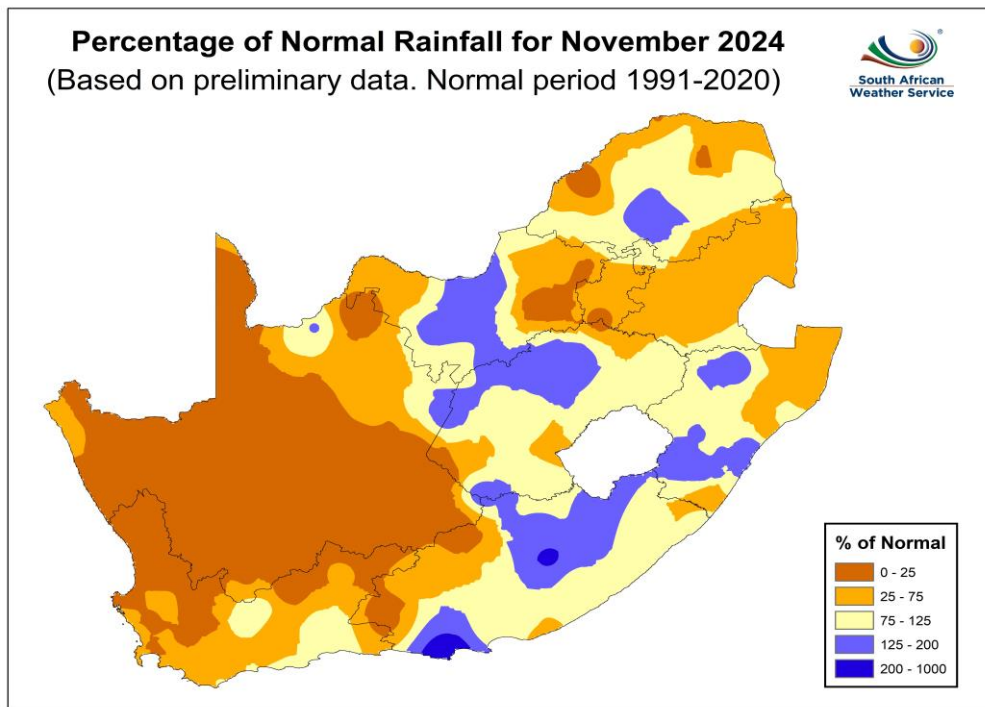 Percentage of Normal Rainfall for November 2024
(Based on preliminary data. Normal period 1991-2020)
South African
Weather Service
% of Normal
0 - 25
25 - 75
75 - 125
125 - 200
200 - 1000